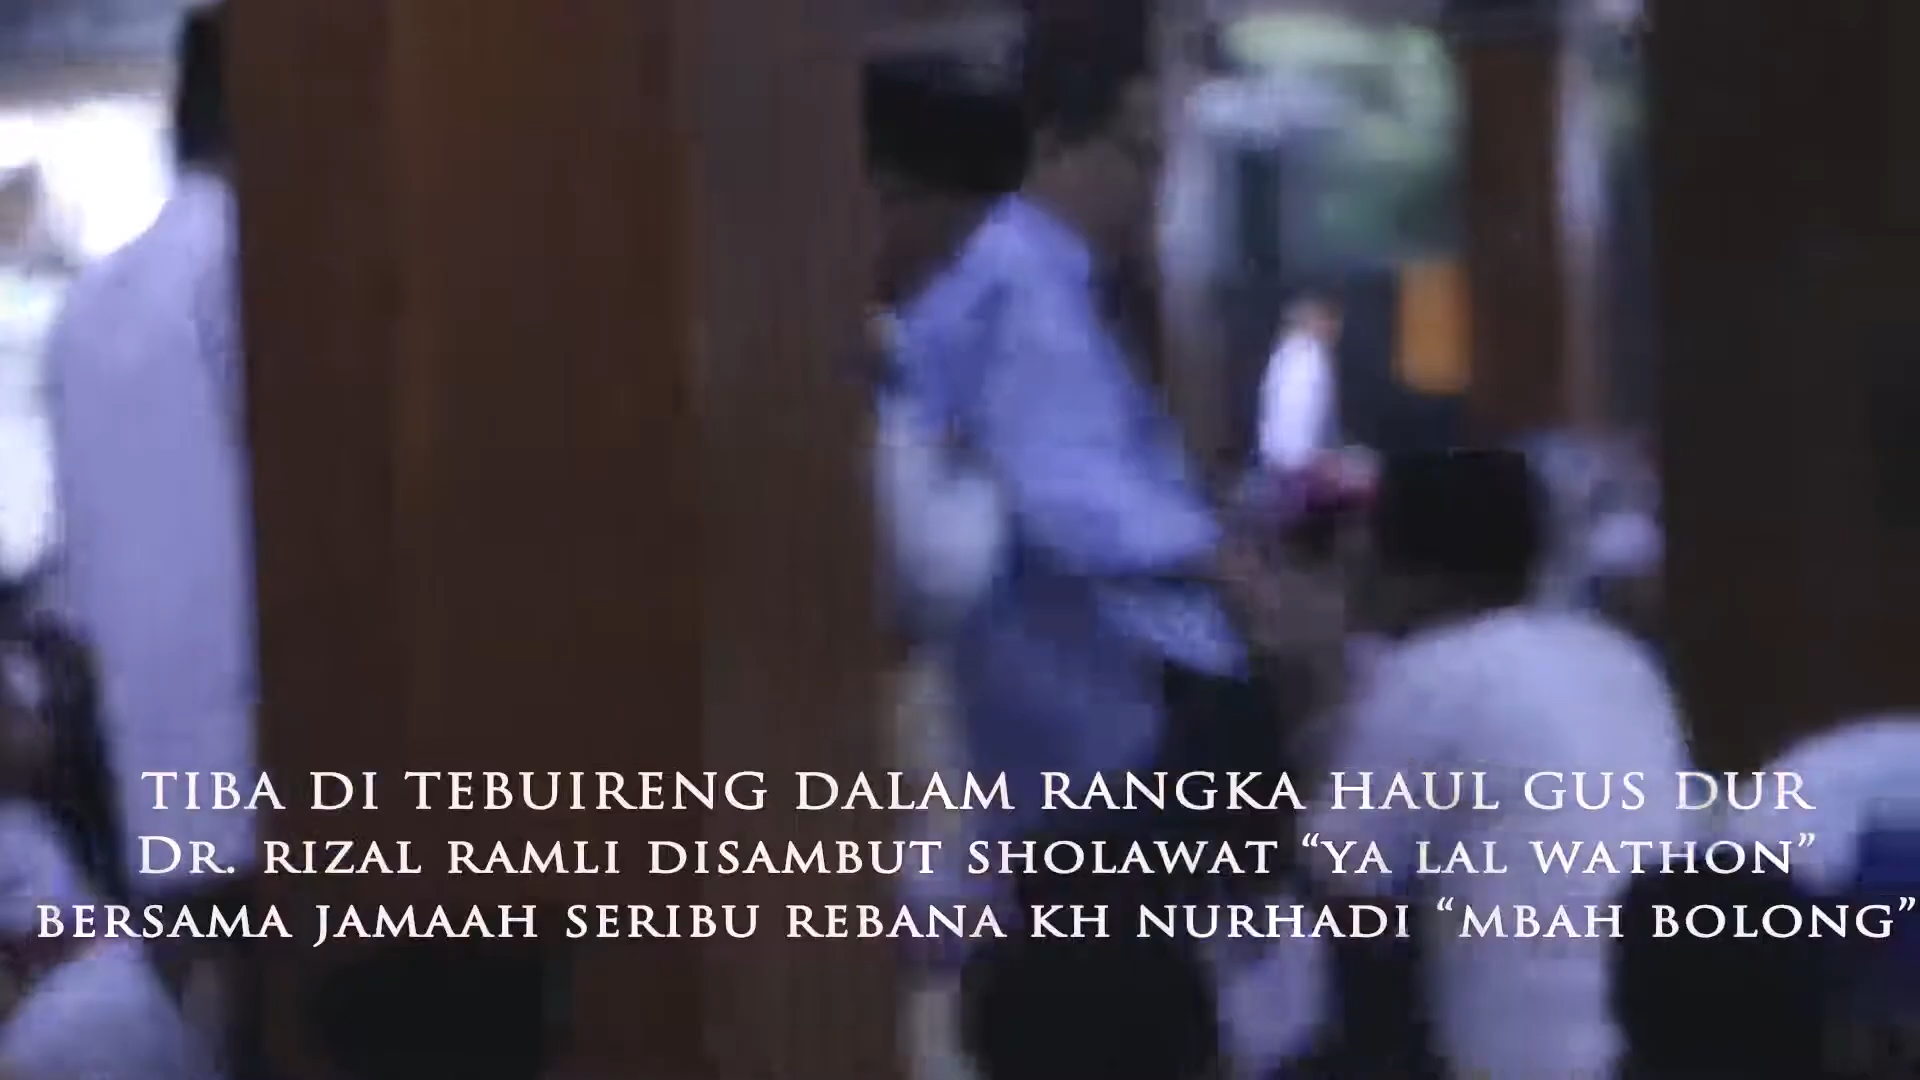 TIBA DI TEBUIRENG DALAM RANGKA HAUL GUS DUR
DR. RIZAL RAMLI DISAMBUT SHOLAWAT “YA LAL WATHON”
BERSAMA JAMAAH SERIBU REBANA KH NURHADI “MBAH BOLONG”